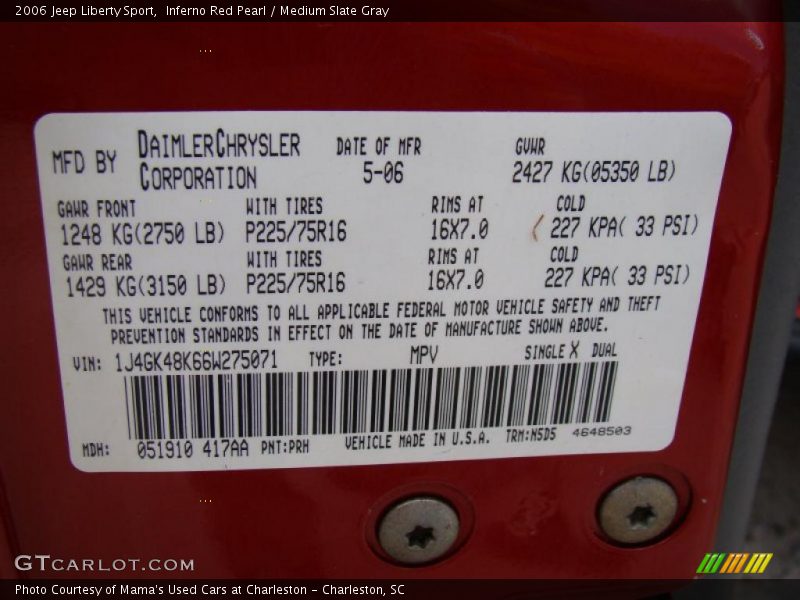 2006 Jeep Liberty Sport,  Inferno Red Pearl / Medium Slate Gray
MFD BY DAIMLERCHRYSLER CORPORATION DATE OF MFR 5-06 GVWR 2427 KG(05350 LB)
GAWR FRONT WITH TIRES RIMS AT COLD
1248 KG(2750 LB) P225/75R16 16X7.0 227 KPA( 33 PSI)
GAWR REAR WITH TIRES RIMS AT COLD
1429 KG(3150 LB) P225/75R16 16X7.0 227 KPA( 33 PSI)
THIS VEHICLE CONFORMS TO ALL APPLICABLE FEDERAL MOTOR VEHICLE SAFETY AND THEFT
PREVENTION STANDARDS IN EFFECT ON THE DATE OF MANUFACTURE SHOWN ABOVE.
VIN: 1J4GK48K66W275071 TYPE: MPV SINGLE X DUAL
MDH: 051910 417AA PNT:PRH VEHICLE MADE IN U.S.A. TRM:N5D5 4648503
GTCARLOT.COM
Photo Courtesy of Mama's Used Cars at Charleston - Charleston, SC